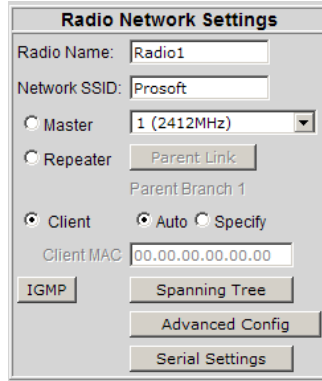 Radio Network Settings
Radio Name: Radio1
Network SSID: Prosoft
Master 1 (2412MHz)
Repeater Parent Link
Parent Branch 1
Client Auto Specify
Client MAC 00.00.00.00.00.00
IGMP Spanning Tree
Advanced Config
Serial Settings